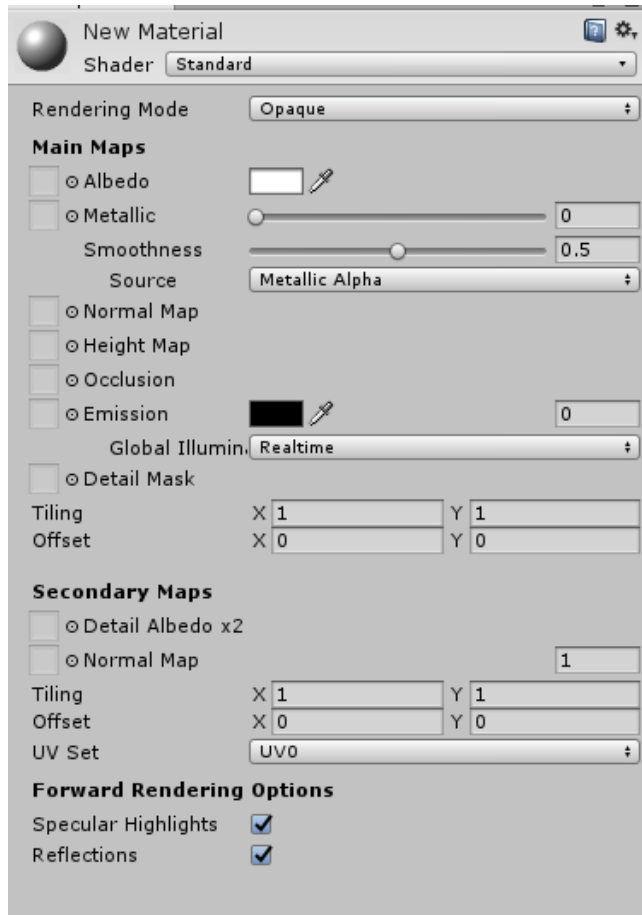 New Material
Shader Standard
Rendering Mode Opaque
Main Maps
Albedo
Metallic 0
Smoothness 0.5
Source Metallic Alpha
Normal Map
Height Map
Occlusion
Emission 0
Global Illumin Realtime
Detail Mask
Tiling X 1 Y 1
Offset X 0 Y 0
Secondary Maps
Detail Albedo x2
Normal Map 1
Tiling X 1 Y 1
Offset X 0 Y 0
UV Set UV0
Forward Rendering Options
Specular Highlights
Reflections